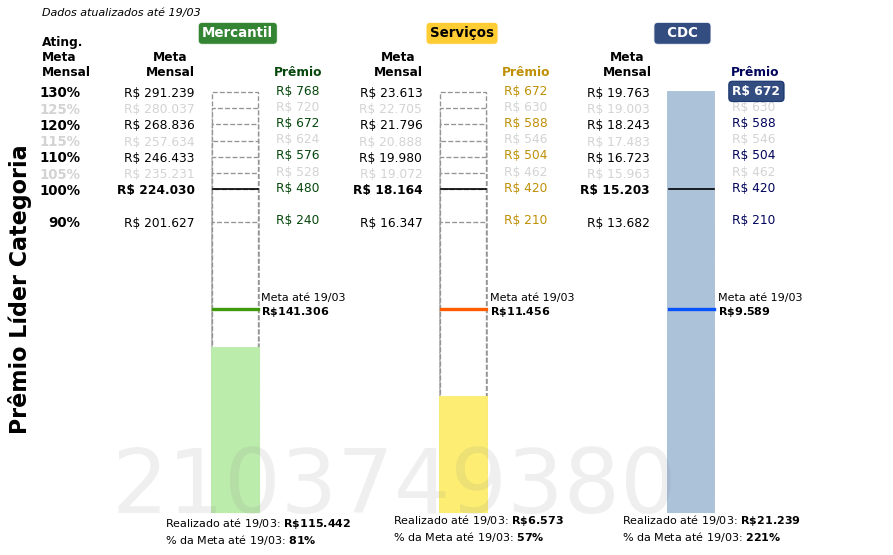 Dados atualizados até 19/03
Mercantil Serviços CDC
Ating. Meta Mensal Meta Mensal Prêmio Meta Mensal Prêmio Meta Mensal Prêmio
130% R$ 291.239 R$ 768 R$ 23.613 R$ 672 R$ 19.763 R$ 672
125% R$ 280.037 R$ 720 R$ 22.705 R$ 630 R$ 19.003 R$ 630
120% R$ 268.836 R$ 672 R$ 21.796 R$ 588 R$ 18.243 R$ 588
115% R$ 257.634 R$ 624 R$ 20.888 R$ 546 R$ 17.483 R$ 546
110% R$ 246.433 R$ 576 R$ 19.980 R$ 504 R$ 16.723 R$ 504
105% R$ 235.231 R$ 528 R$ 19.072 R$ 462 R$ 15.963 R$ 462
100% R$ 224.030 R$ 480 R$ 18.164 R$ 420 R$ 15.203 R$ 420
90% R$ 201.627 R$ 240 R$ 16.347 R$ 210 R$ 13.682 R$ 210
Prêmio Líder Categoria
Meta até 19/03 Meta até 19/03 Meta até 19/03
R$141.306 R$11.456 R$9.589
2103749380
Realizado até 19/03: R$115.442 Realizado até 19/03: R$6.573 Realizado até 19/03: R$21.239
% da Meta até 19/03: 81% % da Meta até 19/03: 57% % da Meta até 19/03: 221%